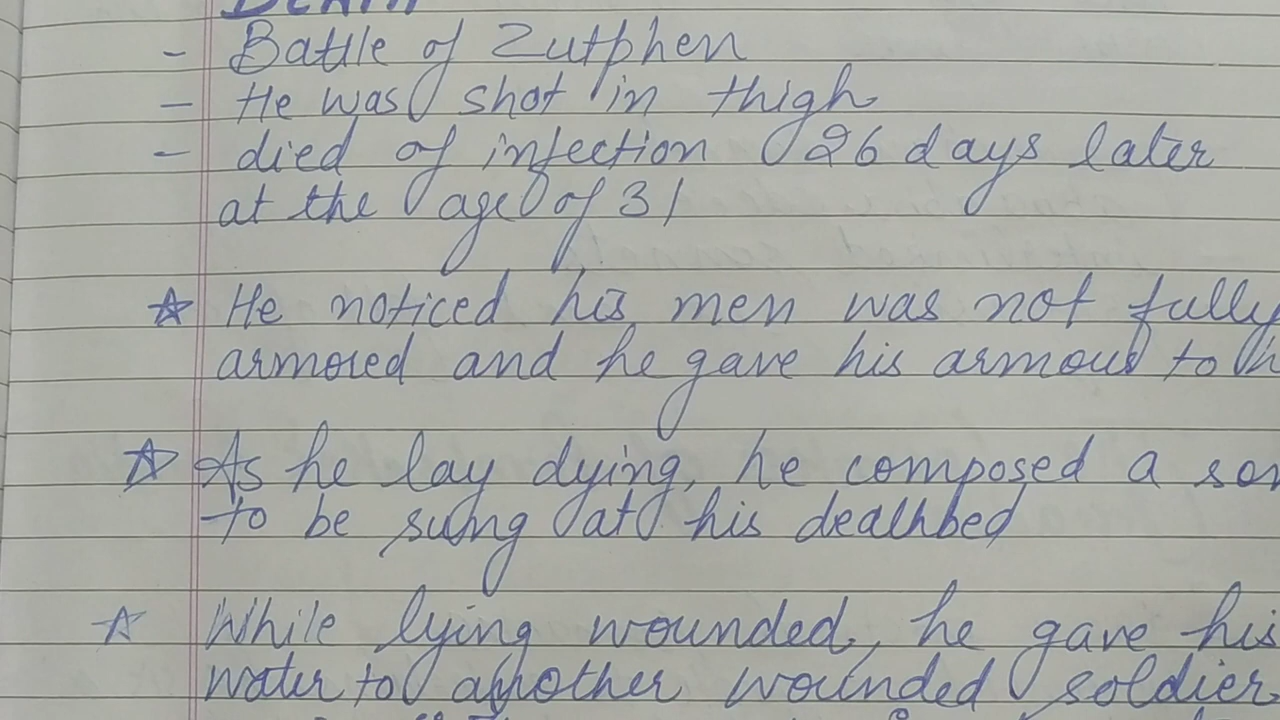 DEATH
- Battle of Zutphen
- He was shot in thigh
- died of infection 26 days later
at the age of 31
☆ He noticed his men was not fully
armored and he gave his armour to
☆ As he lay dying, he composed a
to be sung at his deathbed
☆ While lying wounded, he gave his
water to another wounded soldier.